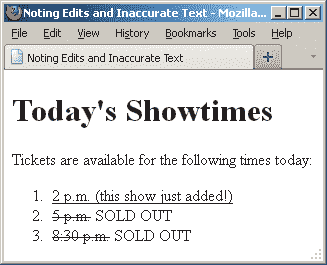 Noting Edits and Inaccurate Text - Mozilla...
File Edit View History Bookmarks Tools Help
Noting Edits and Inaccurate Text
Today's Showtimes
Tickets are available for the following times today:
1. 2 p.m. (this show just added!)
2. 5 p.m. SOLD OUT
3. 8:30 p.m. SOLD OUT